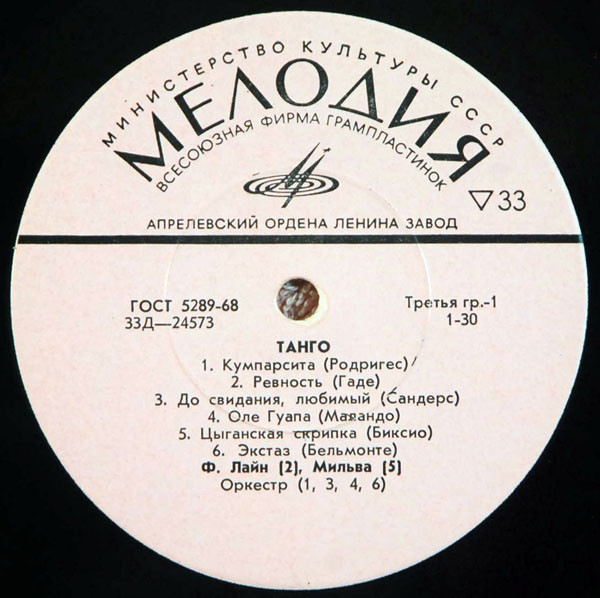 МИНИСТЕРСТВО КУЛЬТУРЫ СССР
МЕЛОДИЯ
ВСЕСОЮЗНАЯ ФИРМА ГРАМПЛАСТИНОК
▽33
АПРЕЛЕВСКИЙ ОРДЕНА ЛЕНИНА ЗАВОД
ГОСТ 5289-68 Третья гр.-1
33Д—24573 1-30
ТАНГО
1. Кумпарсита (Родригес)
2. Ревность (Гаде)
3. До свидания, любимый (Сандерс)
4. Оле Гуапа (Маландо)
5. Цыганская скрипка (Биксио)
6. Экстаз (Бельмонте)
Ф. Лайн (2), Мильва (5)
Оркестр (1, 3, 4, 6)